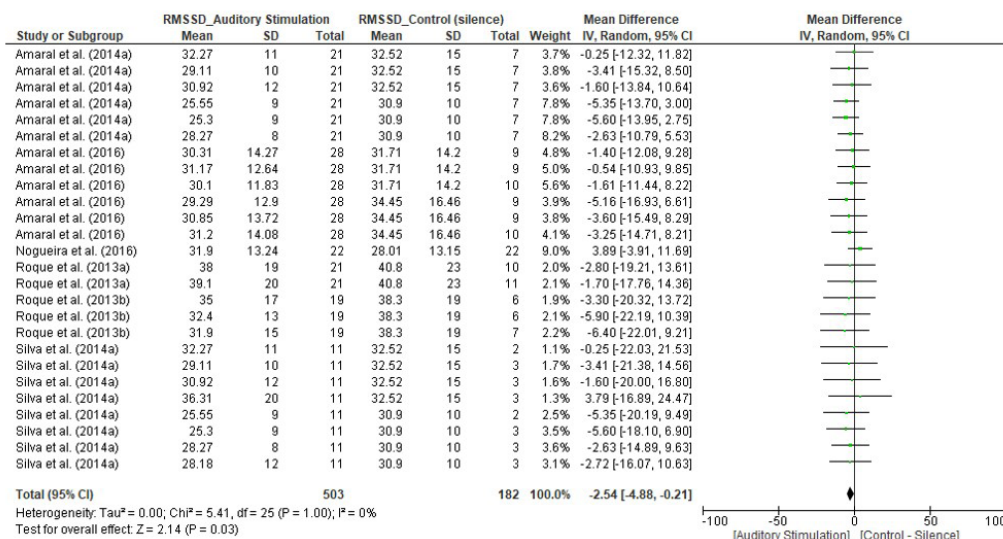 RMSSD_Auditory Stimulation RMSSD_Control (silence) Mean Difference Mean Difference
Study or Subgroup Mean SD Total Mean SD Total Weight IV, Random, 95% CI IV, Random, 95% CI
Amaral et al. (2014a) 32.27 11 21 32.52 15 7 3.7% -0.25 [-12.32, 11.82]
Amaral et al. (2014a) 29.11 10 21 32.52 15 7 3.8% -3.41 [-15.32, 8.50]
Amaral et al. (2014a) 30.92 12 21 32.52 15 7 3.6% -1.60 [-13.84, 10.64]
Amaral et al. (2014a) 25.55 9 21 30.9 10 7 7.8% -5.35 [-13.70, 3.00]
Amaral et al. (2014a) 25.3 9 21 30.9 10 7 7.8% -5.60 [-13.95, 2.75]
Amaral et al. (2014a) 28.27 8 21 30.9 10 7 8.2% -2.63 [-10.79, 5.53]
Amaral et al. (2016) 30.31 14.27 28 31.71 14.2 9 4.8% -1.40 [-12.08, 9.28]
Amaral et al. (2016) 31.17 12.64 28 31.71 14.2 9 5.0% -0.54 [-10.93, 9.85]
Amaral et al. (2016) 30.1 11.83 28 31.71 14.2 10 5.6% -1.61 [-11.44, 8.22]
Amaral et al. (2016) 29.29 12.9 28 34.45 16.46 9 3.9% -5.16 [-16.93, 6.61]
Amaral et al. (2016) 30.85 13.72 28 34.45 16.46 9 3.9% -3.60 [-15.49, 8.29]
Amaral et al. (2016) 31.2 14.08 28 34.45 16.46 10 4.1% -3.25 [-14.71, 8.21]
Nogueira et al. (2016) 31.9 13.24 22 28.01 13.15 22 9.0% 3.89 [-3.91, 11.69]
Roque et al. (2013a) 38 19 21 40.8 23 10 2.0% -2.80 [-19.21, 13.61]
Roque et al. (2013a) 39.1 20 21 40.8 23 11 2.1% -1.70 [-17.76, 14.36]
Roque et al. (2013b) 35 17 19 38.3 19 6 1.9% -3.30 [-20.32, 13.72]
Roque et al. (2013b) 32.4 13 19 38.3 19 6 2.1% -5.90 [-22.19, 10.39]
Roque et al. (2013b) 31.9 15 19 38.3 19 7 2.2% -6.40 [-22.01, 9.21]
Silva et al. (2014a) 32.27 11 11 32.52 15 2 1.1% -0.25 [-22.03, 21.53]
Silva et al. (2014a) 29.11 10 11 32.52 15 3 1.7% -3.41 [-21.38, 14.56]
Silva et al. (2014a) 30.92 12 11 32.52 15 3 1.6% -1.60 [-20.00, 16.80]
Silva et al. (2014a) 36.31 20 11 32.52 15 3 1.3% 3.79 [-16.89, 24.47]
Silva et al. (2014a) 25.55 9 11 30.9 10 2 2.5% -5.35 [-20.19, 9.49]
Silva et al. (2014a) 25.3 9 11 30.9 10 3 3.5% -5.60 [-18.10, 6.90]
Silva et al. (2014a) 28.27 8 11 30.9 10 3 3.6% -2.63 [-14.89, 9.63]
Silva et al. (2014a) 28.18 12 11 30.9 10 3 3.1% -2.72 [-16.07, 10.63]
Total (95% CI) 503 182 100.0% -2.54 [-4.88, -0.21]
Heterogeneity: Tau² = 0.00; Chi² = 5.41, df = 25 (P = 1.00); I² = 0%
Test for overall effect: Z = 2.14 (P = 0.03)
-100 -50 0 50 100
[Auditory Stimulation] [Control - Silence]